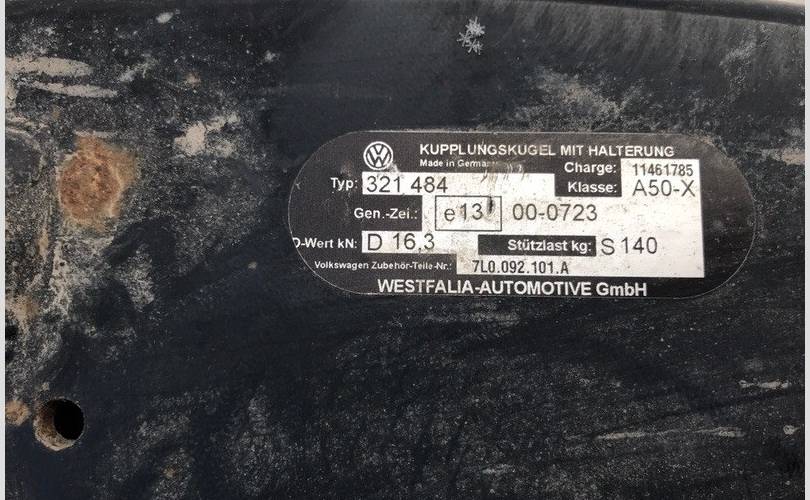 KUPPLUNGSKUGEL MIT HALTERUNG
Made in Germany
Charge: 11461785
Typ: 321 484
Klasse: A50-X
Gen.-Zei.: e13 00-0723
D-Wert kN: D 16,3 Stützlast kg: S 140
Volkswagen Zubehör-Teile-Nr.: 7L0.092.101.A
WESTFALIA-AUTOMOTIVE GmbH